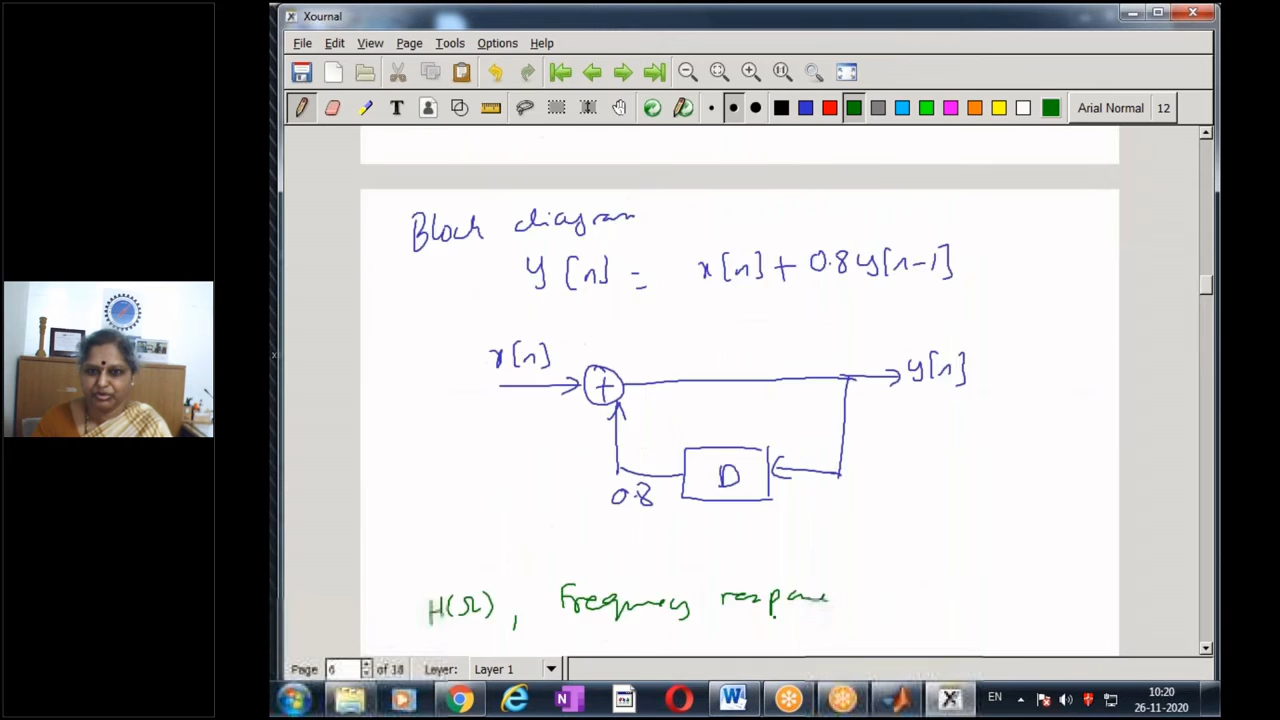 Xournal
File Edit View Page Tools Options Help
Arial Normal 12
Block diagram
y[n] = x[n] + 0.8y[n-1]
x[n]
+
y[n]
D
0.8
H(Ω), Frequency response
Page 6 of 18 Layer: Layer 1
EN 10:20
26-11-2020